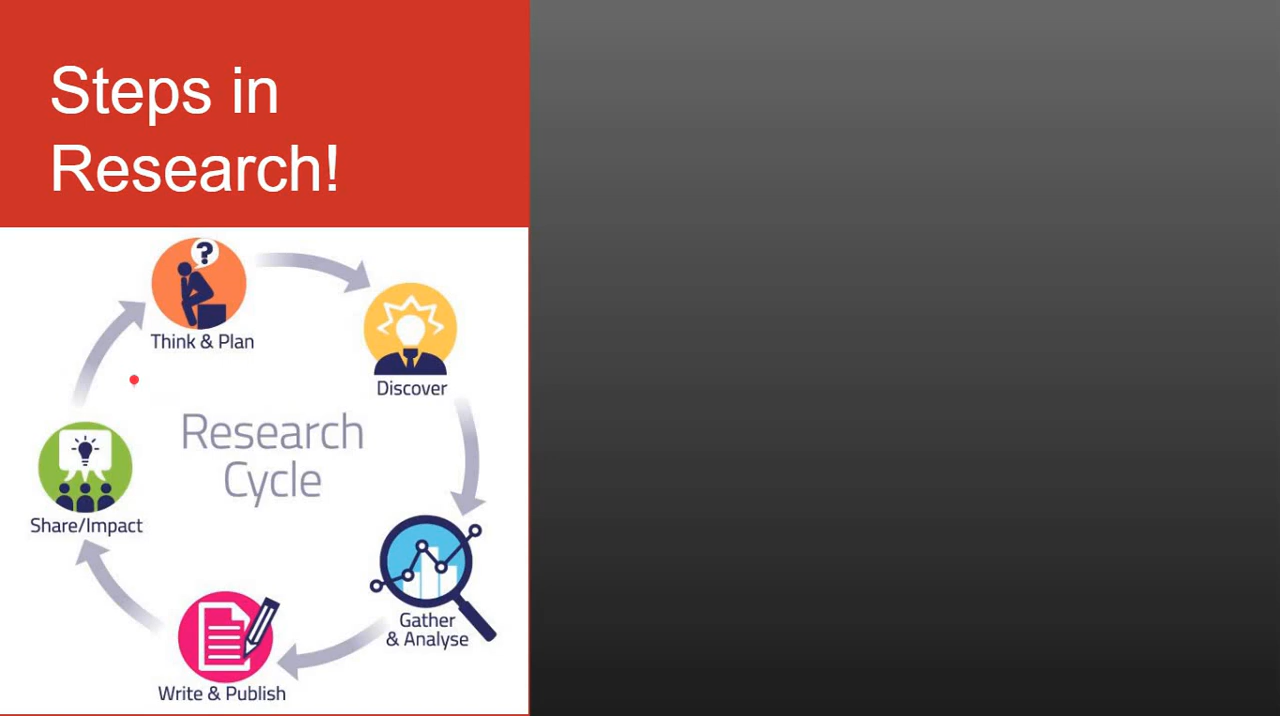 Steps in
Research!
?
Think & Plan
Discover
Research
Cycle
Share/Impact
Gather
& Analyse
Write & Publish